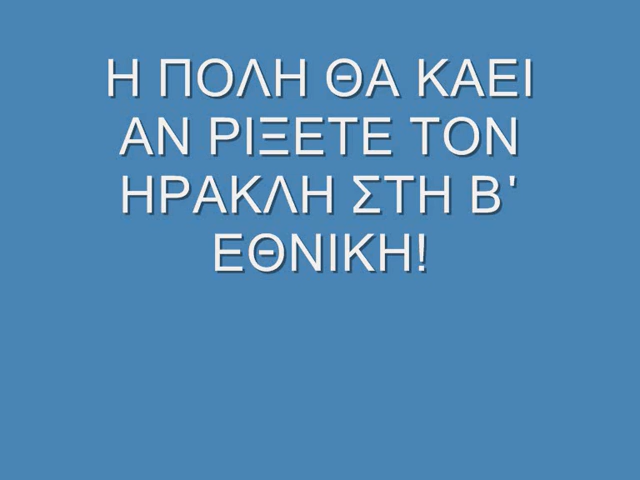 Η ΠΟΛΗ ΘΑ ΚΑΕΙ
ΑΝ ΡΙΞΕΤΕ ΤΟΝ
ΗΡΑΚΛΗ ΣΤΗ Β'
ΕΘΝΙΚΗ!